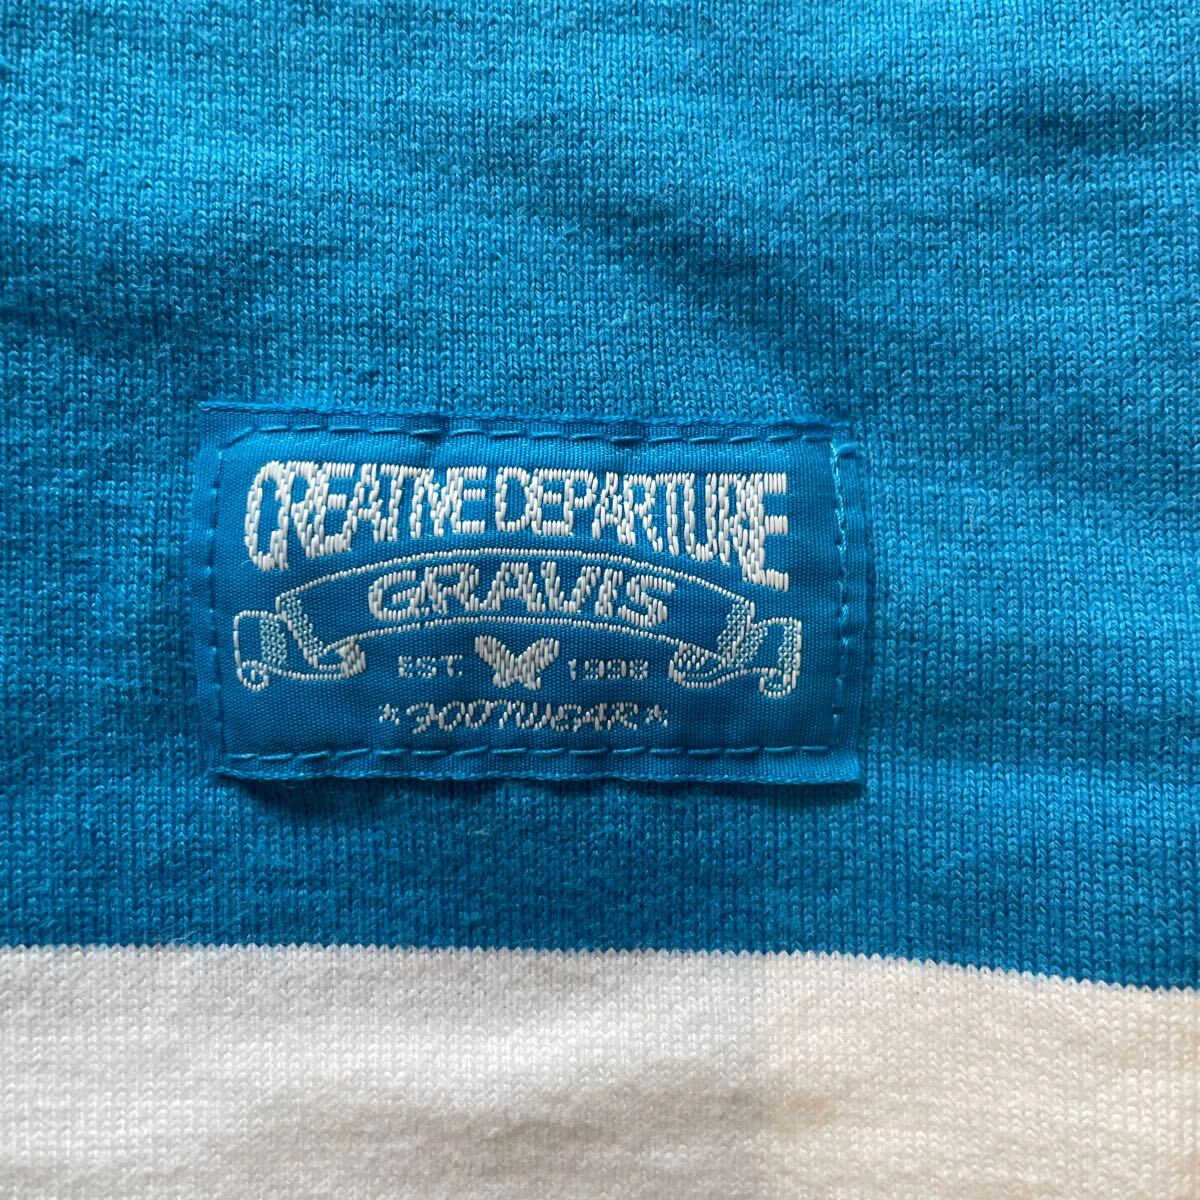 CREATIVE DEPARTURE
GRAVIS
EST. 1998
*FOOTWEAR*